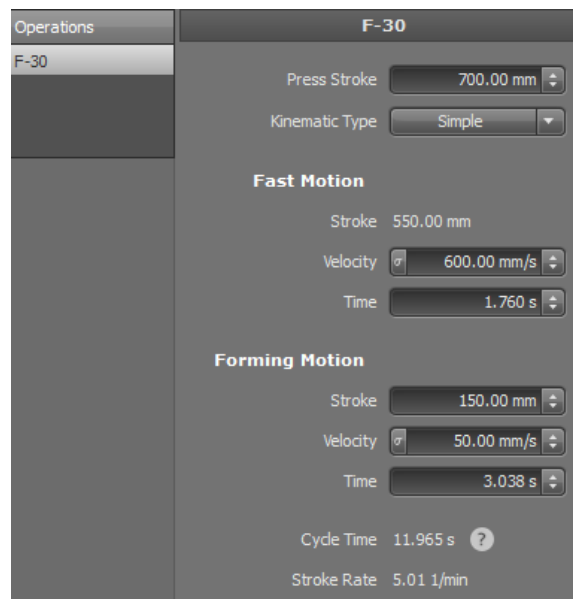 Operations
F-30
F-30
Press Stroke 700.00 mm
Kinematic Type Simple
Fast Motion
Stroke 550.00 mm
Velocity σ 600.00 mm/s
Time 1.760 s
Forming Motion
Stroke 150.00 mm
Velocity σ 50.00 mm/s
Time 3.038 s
Cycle Time 11.965 s ?
Stroke Rate 5.01 1/min